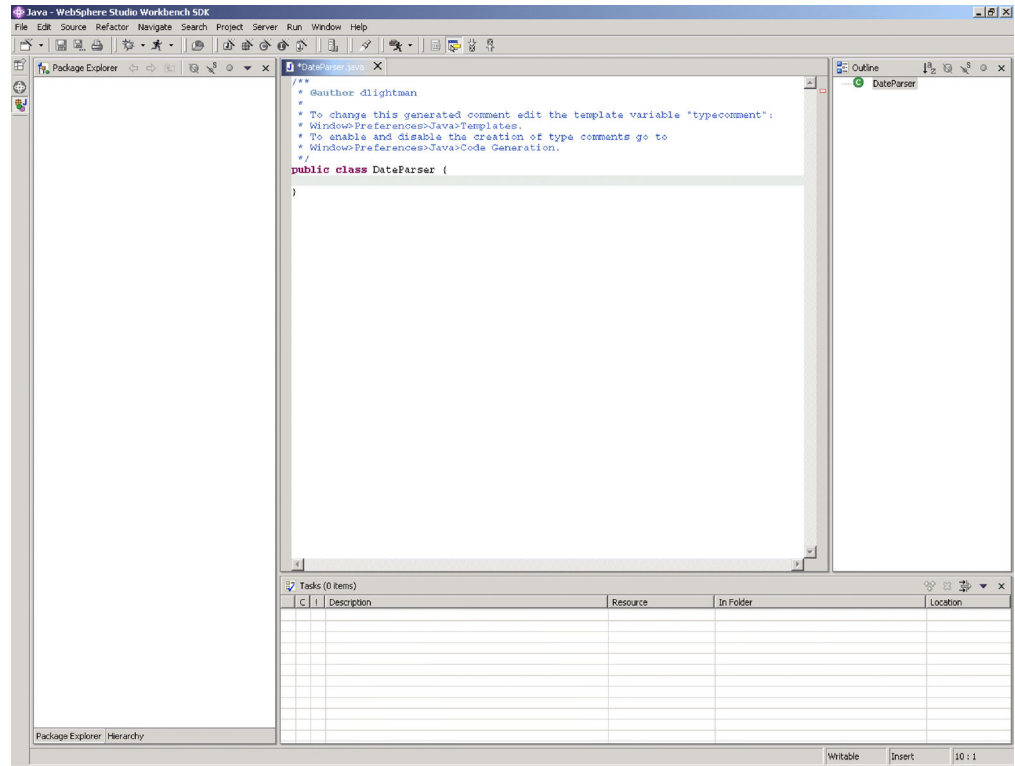 Java - WebSphere Studio Workbench SDK
File Edit Source Refactor Navigate Search Project Server Run Window Help
Package Explorer
*DateParser.java
/**
 * @author dlightman
 *
 * To change this generated comment edit the template variable "typecomment":
 * Window>Preferences>Java>Templates.
 * To enable and disable the creation of type comments go to
 * Window>Preferences>Java>Code Generation.
 */
public class DateParser {
}
Outline
DateParser
Tasks (0 items)
C ! Description Resource In Folder Location
Package Explorer Hierarchy
Writable Insert 10 : 1